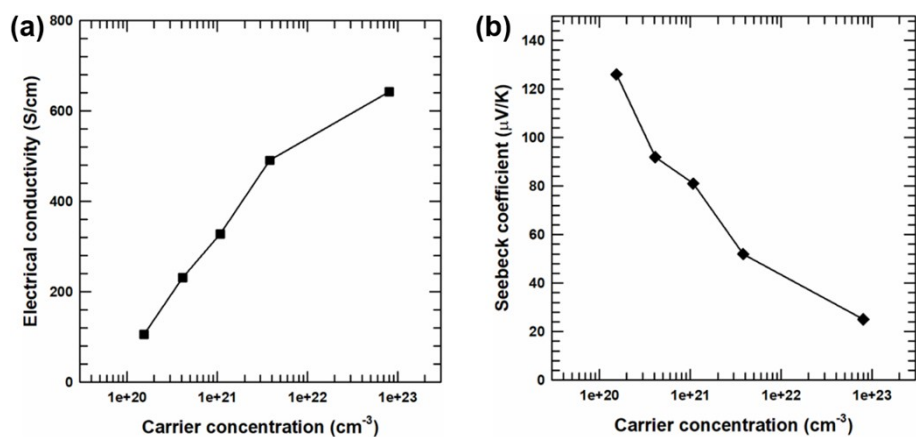 (a)
Electrical conductivity (S/cm)
800
600
400
200
0
1e+20 1e+21 1e+22 1e+23
Carrier concentration (cm⁻³)
(b)
Seebeck coefficient (μV/K)
140
120
100
80
60
40
20
0
1e+20 1e+21 1e+22 1e+23
Carrier concentration (cm⁻³)